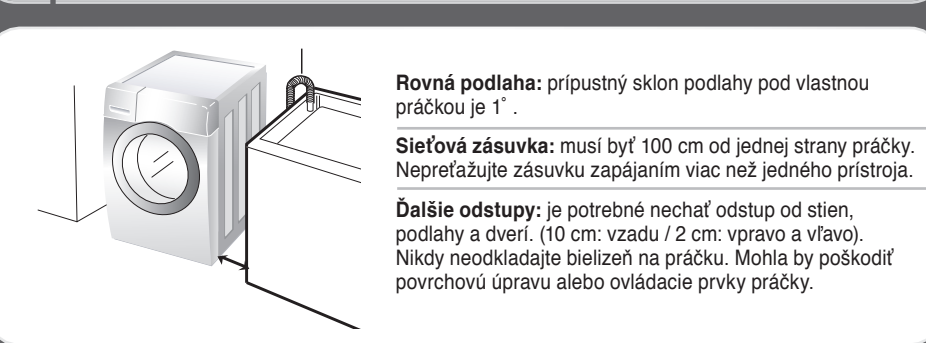 Rovná podlaha: prípustný sklon podlahy pod vlastnou
práčkou je 1˚ .
Sieťová zásuvka: musí byť 100 cm od jednej strany práčky.
Nepreťažujte zásuvku zapájaním viac než jedného prístroja.
Ďalšie odstupy: je potrebné nechať odstup od stien,
podlahy a dverí. (10 cm: vzadu / 2 cm: vpravo a vľavo).
Nikdy neodkladajte bielizeň na práčku. Mohla by poškodiť
povrchovú úpravu alebo ovládacie prvky práčky.